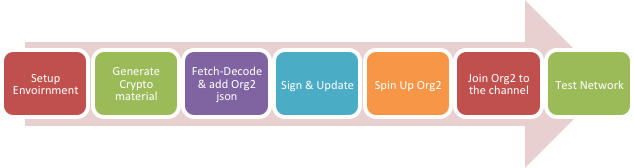 Setup
Envoirnment
Generate
Crypto
material
Fetch-Decode
& add Org2
json
Sign & Update
Spin Up Org2
Join Org2 to
the channel
Test Network